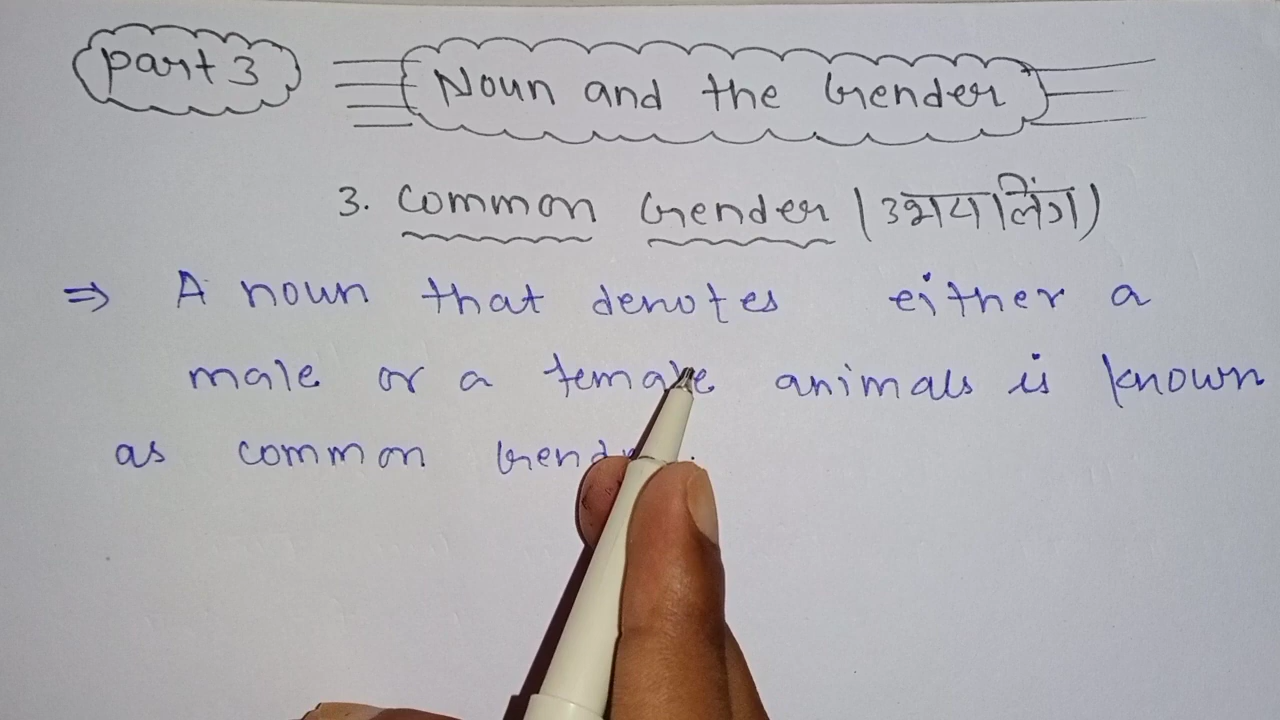 part 3
Noun and the Gender
3. Common Gender (उभयलिंग)
⇒ A noun that denotes either a
male or a female animals is known
as common Gender.